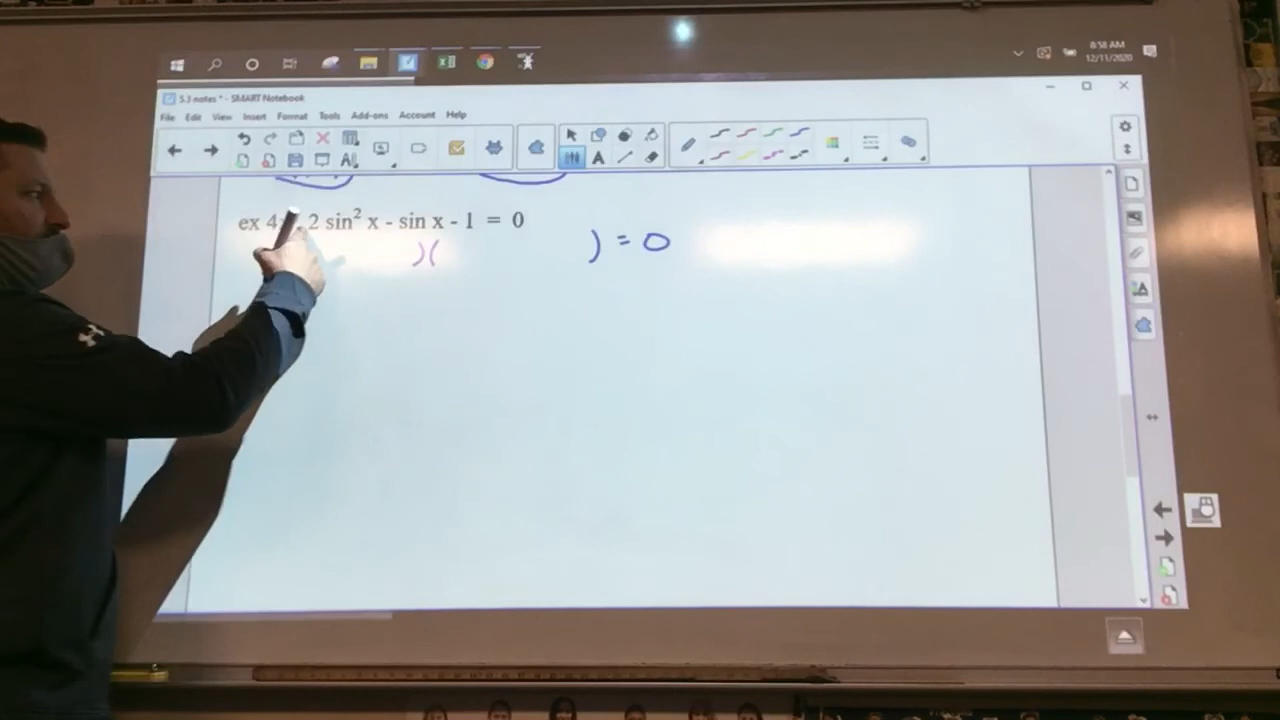 8:58 AM
12/11/2020
5.3 notes * - SMART Notebook
File Edit View Insert Format Tools Add-ons Account Help
ex 4 2 sin² x - sin x - 1 = 0
)( ) = 0